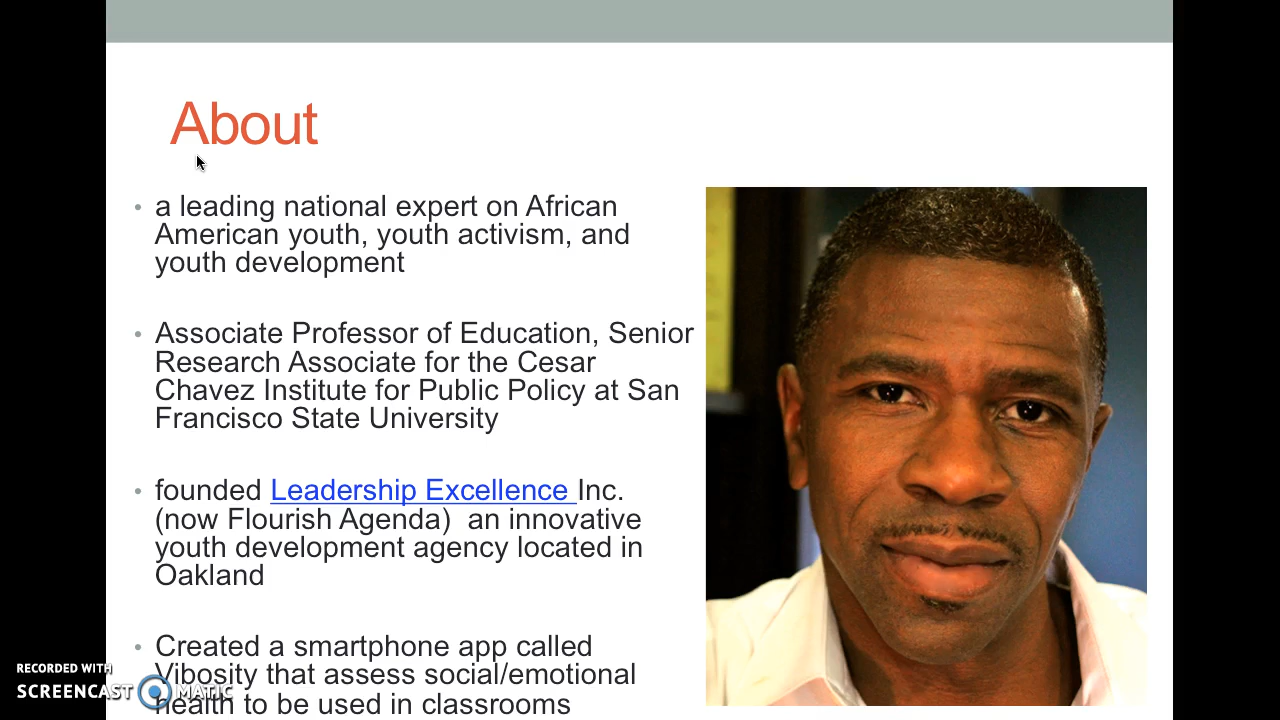 About
a leading national expert on African
American youth, youth activism, and
youth development
Associate Professor of Education, Senior
Research Associate for the Cesar
Chavez Institute for Public Policy at San
Francisco State University
founded Leadership Excellence Inc.
(now Flourish Agenda) an innovative
youth development agency located in
Oakland
Created a smartphone app called
Vibosity that assess social/emotional
health to be used in classrooms
RECORDED WITH
SCREENCAST MATIC